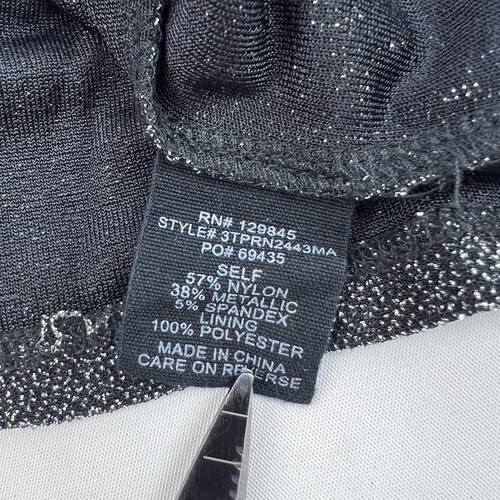 RN# 129845
STYLE# 3TPRN2443MA
PO# 69435
SELF
57% NYLON
38% METALLIC
5% SPANDEX
LINING
100% POLYESTER
MADE IN CHINA
CARE ON REVERSE